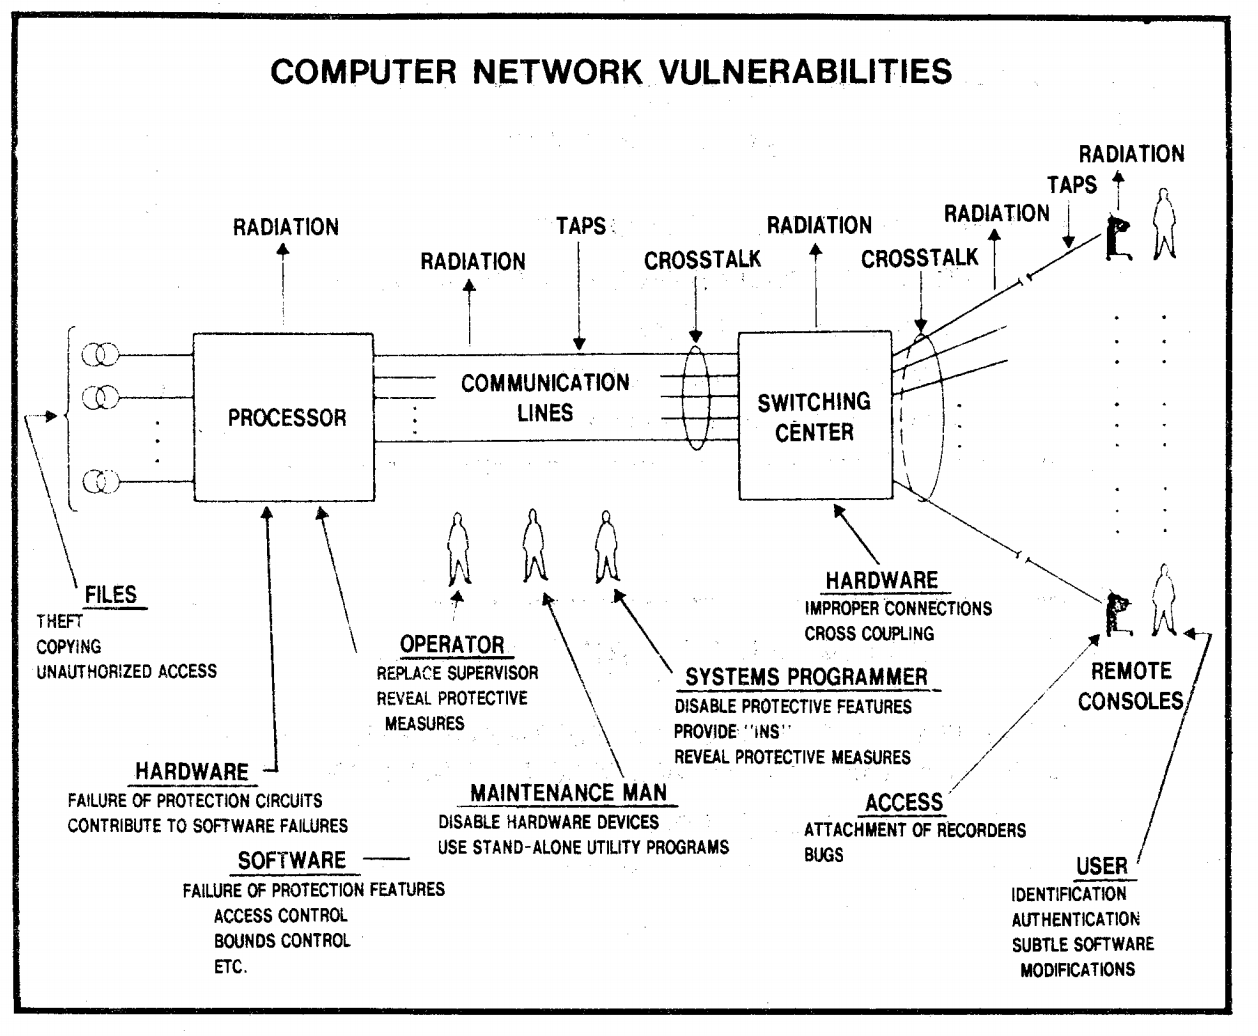 COMPUTER NETWORK VULNERABILITIES
RADIATION
TAPS
RADIATION
RADIATION
TAPS
RADIATION
RADIATION
CROSSTALK
CROSSTALK
COMMUNICATION
LINES
PROCESSOR
SWITCHING
CENTER
FILES
THEFT
COPYING
UNAUTHORIZED ACCESS
HARDWARE
IMPROPER CONNECTIONS
CROSS COUPLING
OPERATOR
REPLACE SUPERVISOR
REVEAL PROTECTIVE
MEASURES
SYSTEMS PROGRAMMER
DISABLE PROTECTIVE FEATURES
PROVIDE "INS"
REVEAL PROTECTIVE MEASURES
REMOTE
CONSOLES
HARDWARE
FAILURE OF PROTECTION CIRCUITS
CONTRIBUTE TO SOFTWARE FAILURES
MAINTENANCE MAN
DISABLE HARDWARE DEVICES
USE STAND-ALONE UTILITY PROGRAMS
ACCESS
ATTACHMENT OF RECORDERS
BUGS
SOFTWARE
FAILURE OF PROTECTION FEATURES
ACCESS CONTROL
BOUNDS CONTROL
ETC.
USER
IDENTIFICATION
AUTHENTICATION
SUBTLE SOFTWARE
MODIFICATIONS